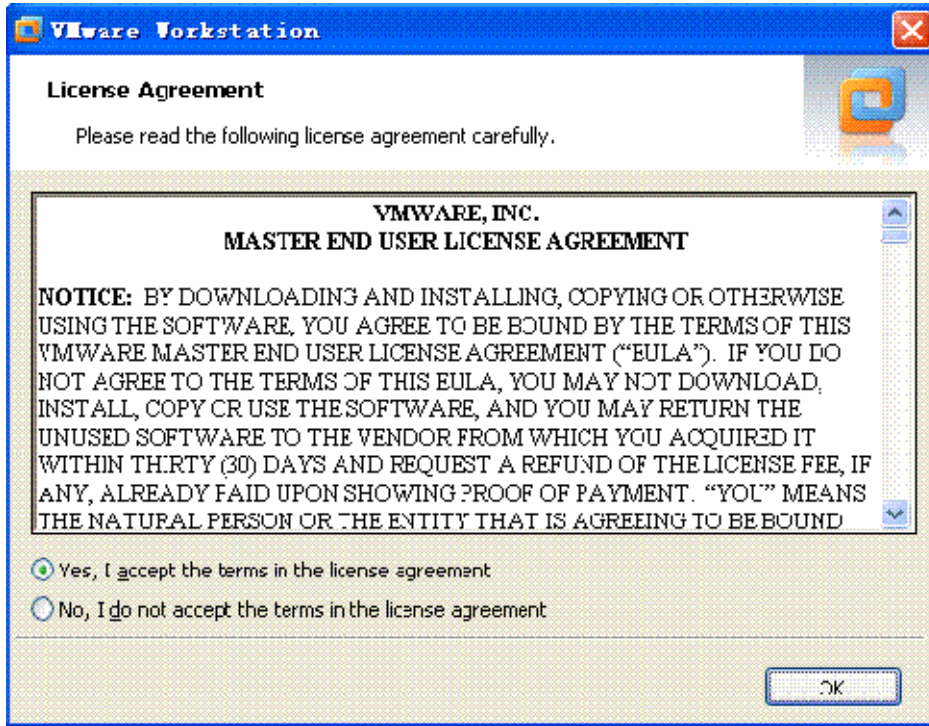 VMware Workstation
License Agreement
Please read the following license agreement carefully.
VMWARE, INC.
MASTER END USER LICENSE AGREEMENT
NOTICE: BY DOWNLOADING AND INSTALLING, COPYING OR OTHERWISE
USING THE SOFTWARE, YOU AGREE TO BE BOUND BY THE TERMS OF THIS
VMWARE MASTER END USER LICENSE AGREEMENT (“EULA”). IF YOU DO
NOT AGREE TO THE TERMS OF THIS EULA, YOU MAY NOT DOWNLOAD,
INSTALL, COPY OR USE THE SOFTWARE, AND YOU MAY RETURN THE
UNUSED SOFTWARE TO THE VENDOR FROM WHICH YOU ACQUIRED IT
WITHIN THIRTY (30) DAYS AND REQUEST A REFUND OF THE LICENSE FEE, IF
ANY, ALREADY PAID UPON SHOWING PROOF OF PAYMENT. “YOU” MEANS
THE NATURAL PERSON OR THE ENTITY THAT IS AGREEING TO BE BOUND
Yes, I accept the terms in the license agreement
No, I do not accept the terms in the license agreement
OK